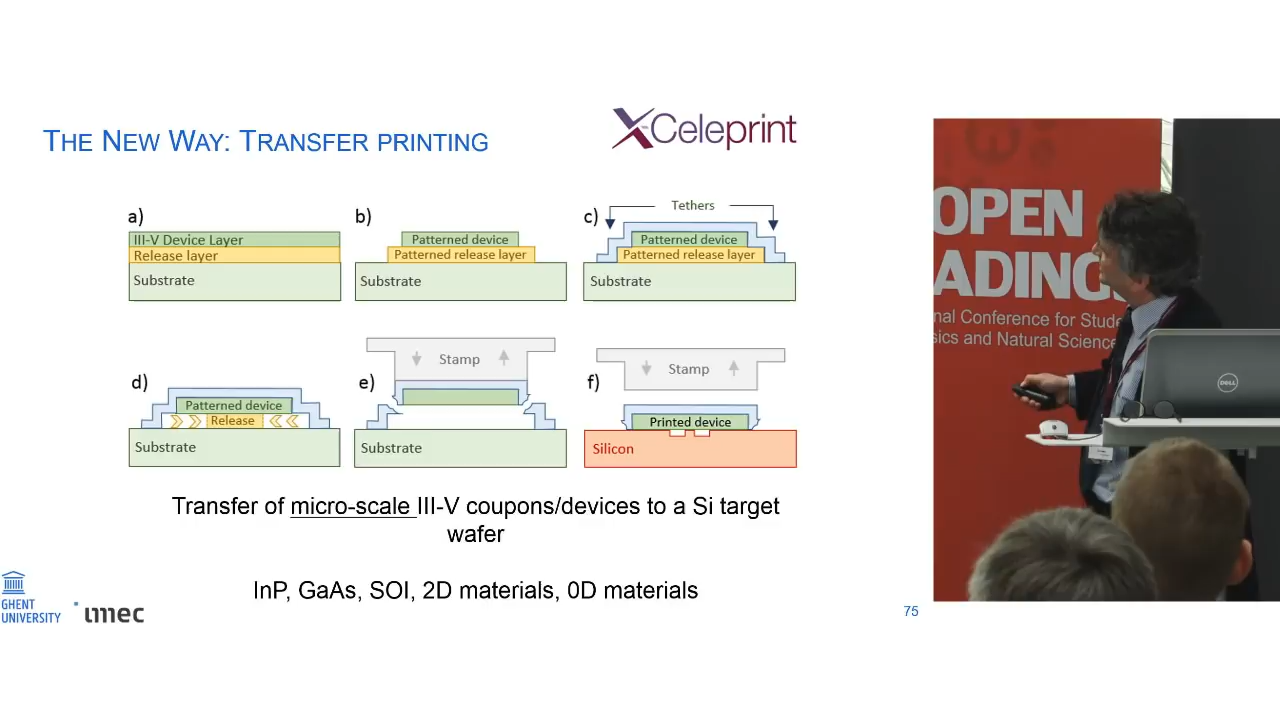 THE NEW WAY: TRANSFER PRINTING
XCeleprint
a)
III-V Device Layer
Release layer
Substrate
b)
Patterned device
Patterned release layer
Substrate
c)
Tethers
Patterned device
Patterned release layer
Substrate
d)
Patterned device
Release
Substrate
e)
Stamp
Substrate
f)
Stamp
Printed device
Silicon
Transfer of micro-scale III-V coupons/devices to a Si target
wafer
InP, GaAs, SOI, 2D materials, 0D materials
GHENT
UNIVERSITY
imec
75
OPEN
ADING
nal Conference for Stude
sics and Natural Science
DELL